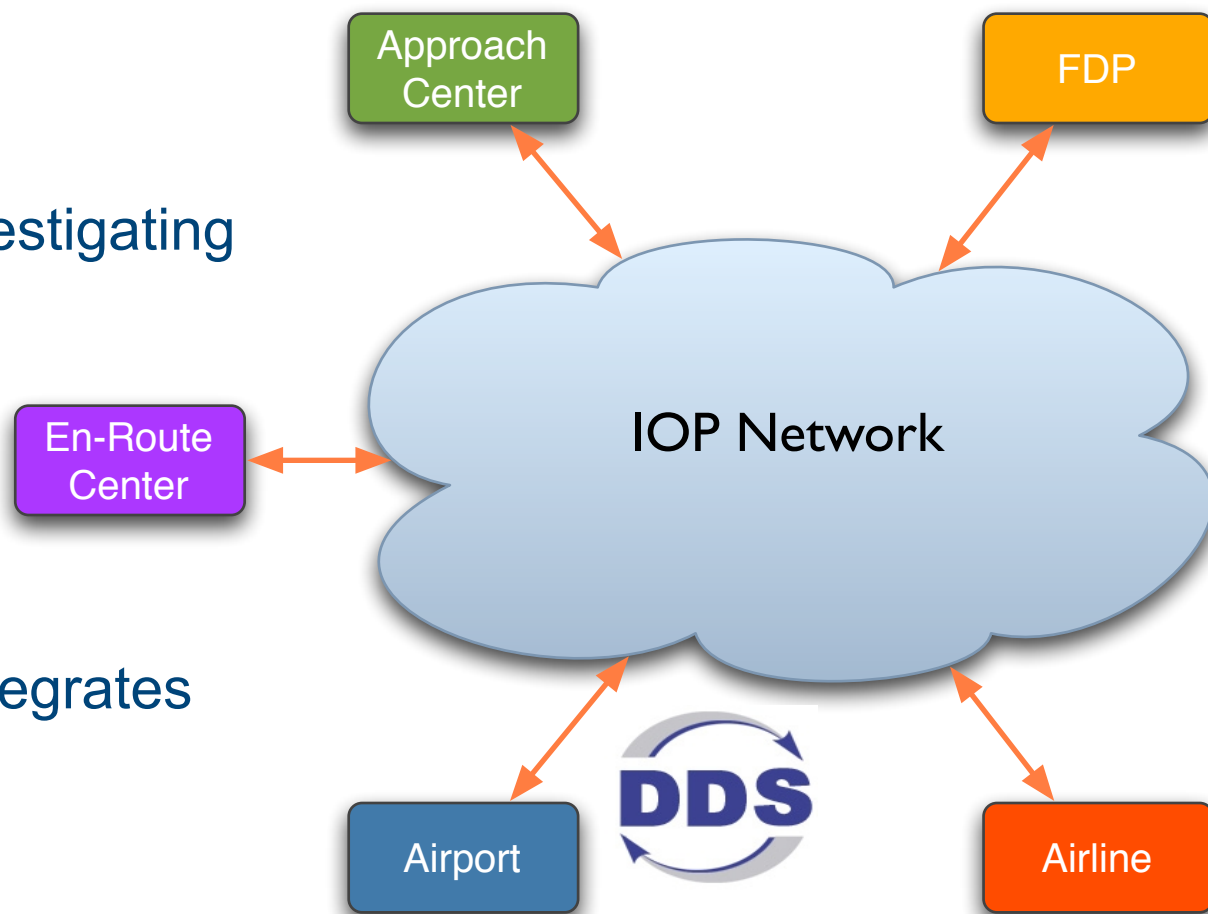 Approach
Center
FDP
estigating
IOP Network
En-Route
Center
egrates
DDS
Airport
Airline